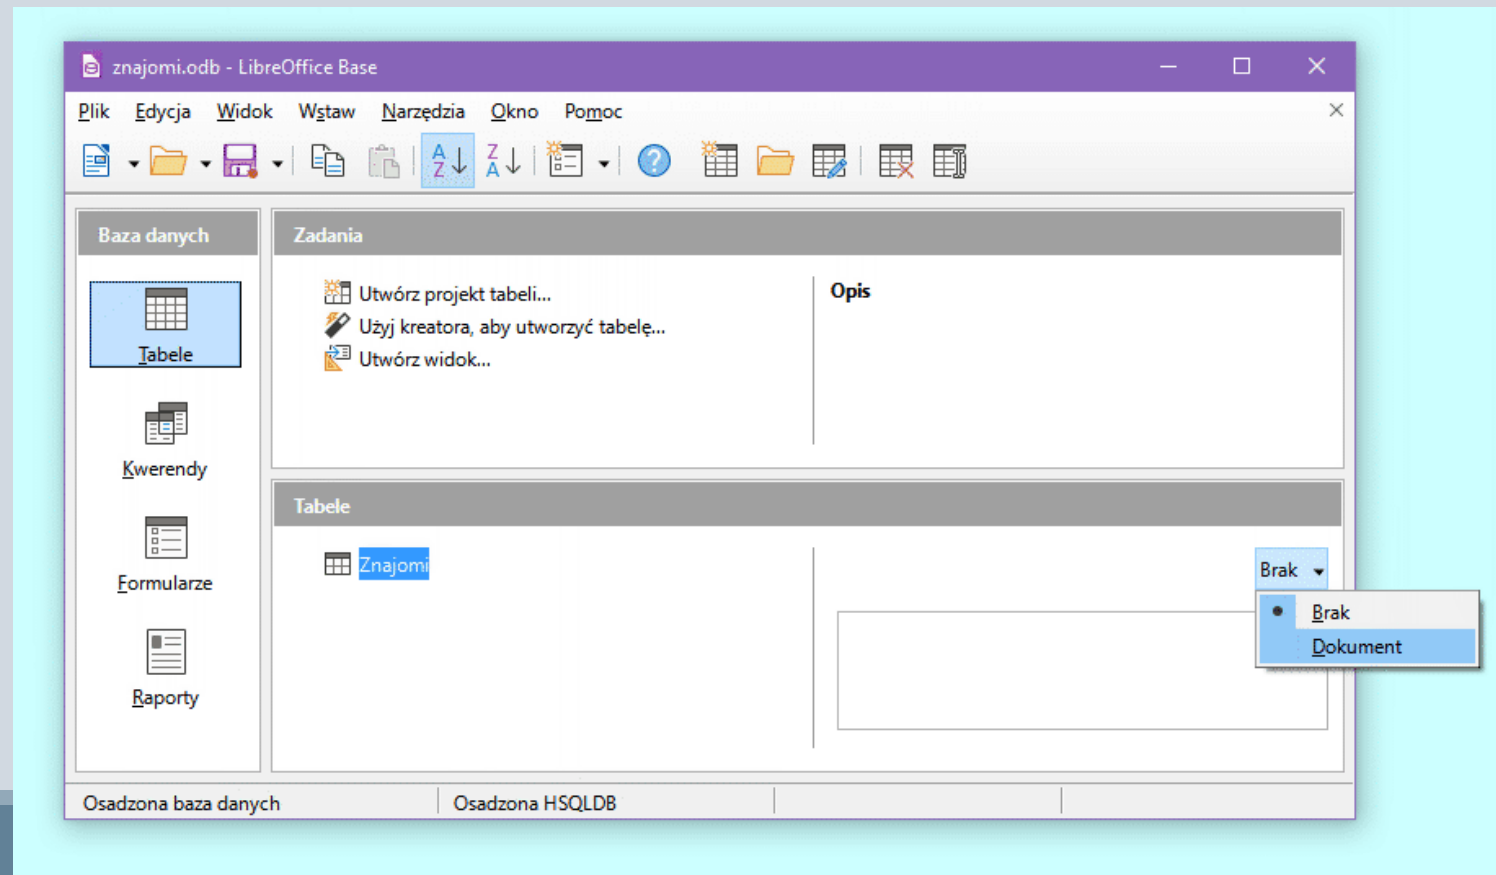 znajomi.odb - LibreOffice Base
Plik Edycja Widok Wstaw Narzędzia Okno Pomoc
Baza danych
Tabele
Kwerendy
Formularze
Raporty
Zadania
Utwórz projekt tabeli...
Użyj kreatora, aby utworzyć tabelę...
Utwórz widok...
Opis
Tabele
Znajomi
Brak
Brak
Dokument
Osadzona baza danych
Osadzona HSQLDB